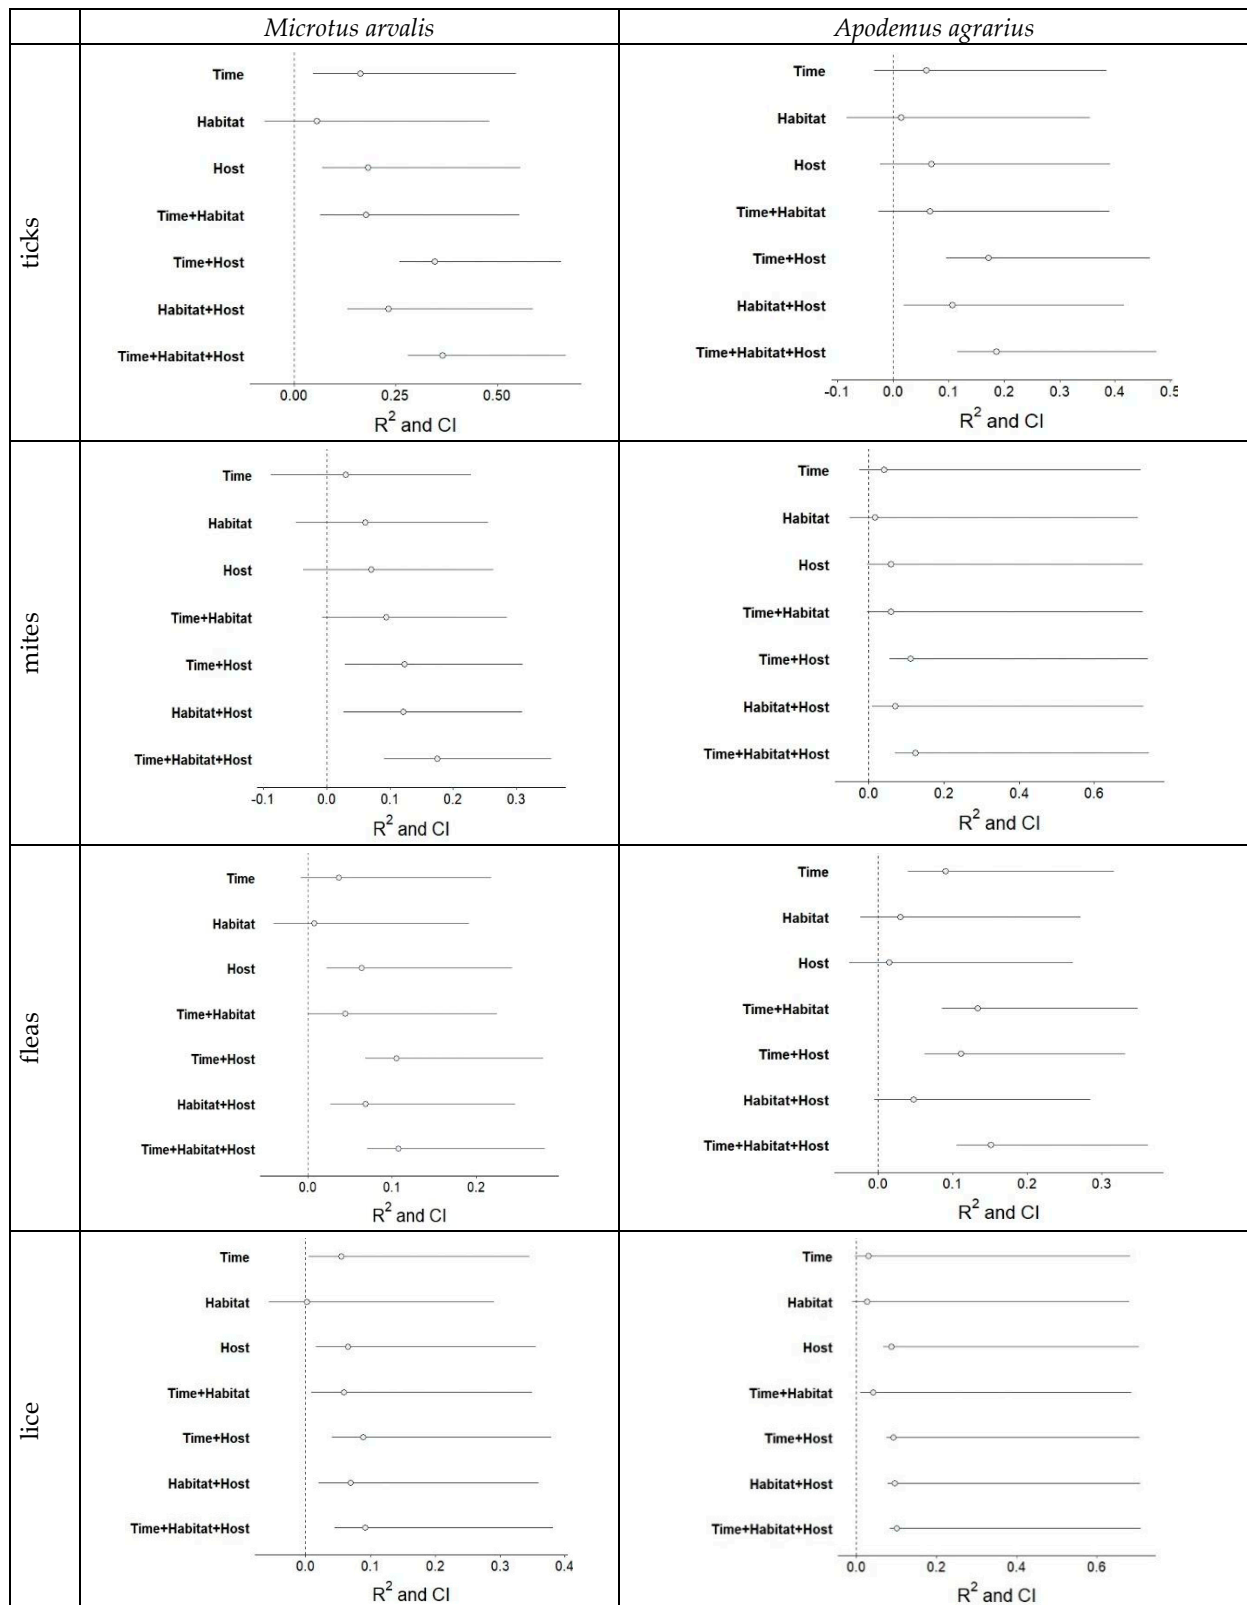 Microtus arvalis
Apodemus agrarius
ticks
Time
Habitat
Host
Time+Habitat
Time+Host
Habitat+Host
Time+Habitat+Host
0.00 0.25 0.50
R² and CI
Time
Habitat
Host
Time+Habitat
Time+Host
Habitat+Host
Time+Habitat+Host
-0.1 0.0 0.1 0.2 0.3 0.4 0.5
R² and CI
mites
Time
Habitat
Host
Time+Habitat
Time+Host
Habitat+Host
Time+Habitat+Host
-0.1 0.0 0.1 0.2 0.3
R² and CI
Time
Habitat
Host
Time+Habitat
Time+Host
Habitat+Host
Time+Habitat+Host
0.0 0.2 0.4 0.6
R² and CI
fleas
Time
Habitat
Host
Time+Habitat
Time+Host
Habitat+Host
Time+Habitat+Host
0.0 0.1 0.2
R² and CI
Time
Habitat
Host
Time+Habitat
Time+Host
Habitat+Host
Time+Habitat+Host
0.0 0.1 0.2 0.3
R² and CI
lice
Time
Habitat
Host
Time+Habitat
Time+Host
Habitat+Host
Time+Habitat+Host
0.0 0.1 0.2 0.3 0.4
R² and CI
Time
Habitat
Host
Time+Habitat
Time+Host
Habitat+Host
Time+Habitat+Host
0.0 0.2 0.4 0.6
R² and CI